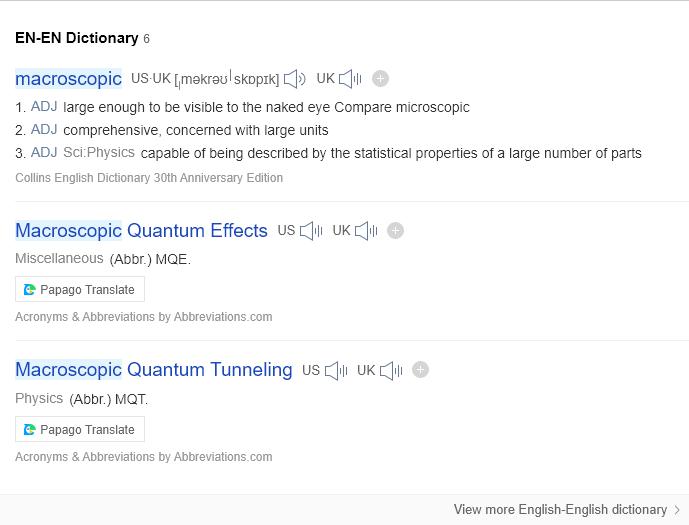 EN-EN Dictionary 6
macroscopic US·UK [ˌməkrəʊˈskɒpɪk] UK
1. ADJ large enough to be visible to the naked eye Compare microscopic
2. ADJ comprehensive, concerned with large units
3. ADJ Sci:Physics capable of being described by the statistical properties of a large number of parts
Collins English Dictionary 30th Anniversary Edition
Macroscopic Quantum Effects US UK
Miscellaneous (Abbr.) MQE.
Papago Translate
Acronyms & Abbreviations by Abbreviations.com
Macroscopic Quantum Tunneling US UK
Physics (Abbr.) MQT.
Papago Translate
Acronyms & Abbreviations by Abbreviations.com
View more English-English dictionary